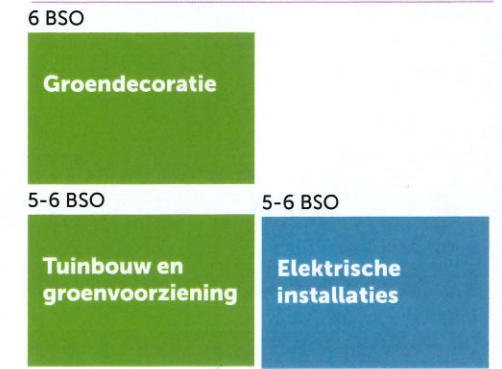 6 BSO
Groendecoratie
5-6 BSO
5-6 BSO
Tuinbouw en
groenvoorziening
Elektrische
installaties